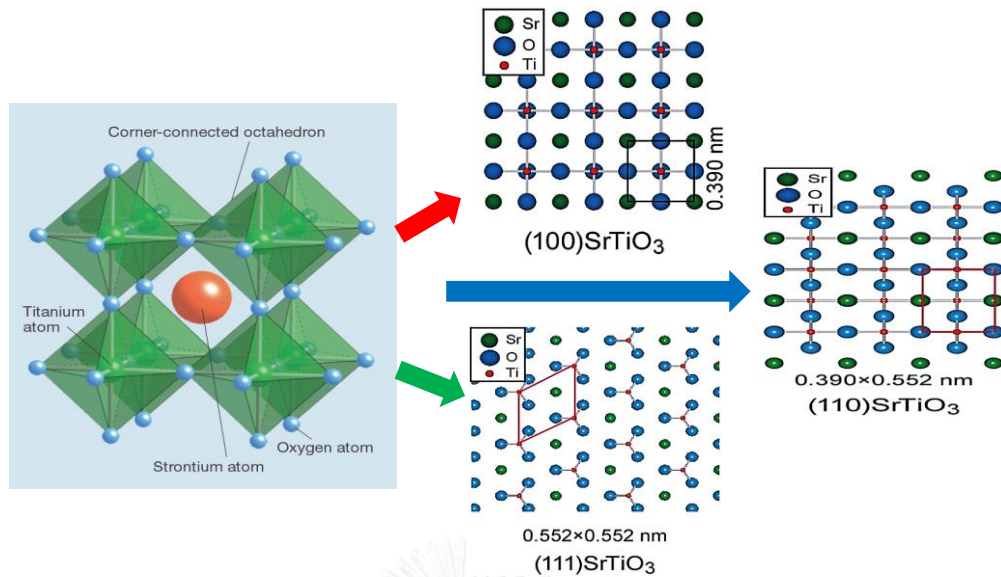 Corner-connected octahedron
Titanium
atom
Strontium atom
Oxygen atom
Sr
O
Ti
0.390 nm
(100)SrTiO₃
Sr
O
Ti
0.552×0.552 nm
(111)SrTiO₃
Sr
O
Ti
0.390×0.552 nm
(110)SrTiO₃